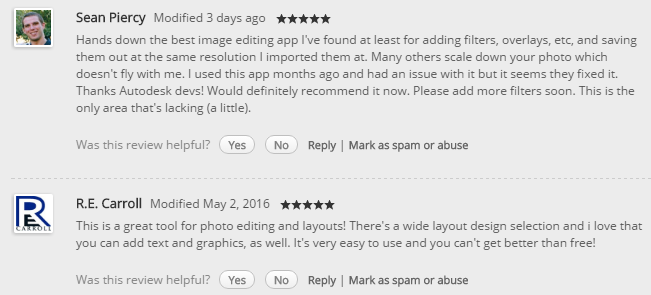 Sean Piercy Modified 3 days ago ★★★★★
Hands down the best image editing app I've found at least for adding filters, overlays, etc, and saving
them out at the same resolution I imported them at. Many others scale down your photo which
doesn't fly with me. I used this app months ago and had an issue with it but it seems they fixed it.
Thanks Autodesk devs! Would definitely recommend it now. Please add more filters soon. This is the
only area that's lacking (a little).
Was this review helpful? Yes No Reply | Mark as spam or abuse
R.E. CARROLL
R.E. Carroll Modified May 2, 2016 ★★★★★
This is a great tool for photo editing and layouts! There's a wide layout design selection and i love that
you can add text and graphics, as well. It's very easy to use and you can't get better than free!
Was this review helpful? Yes No Reply | Mark as spam or abuse